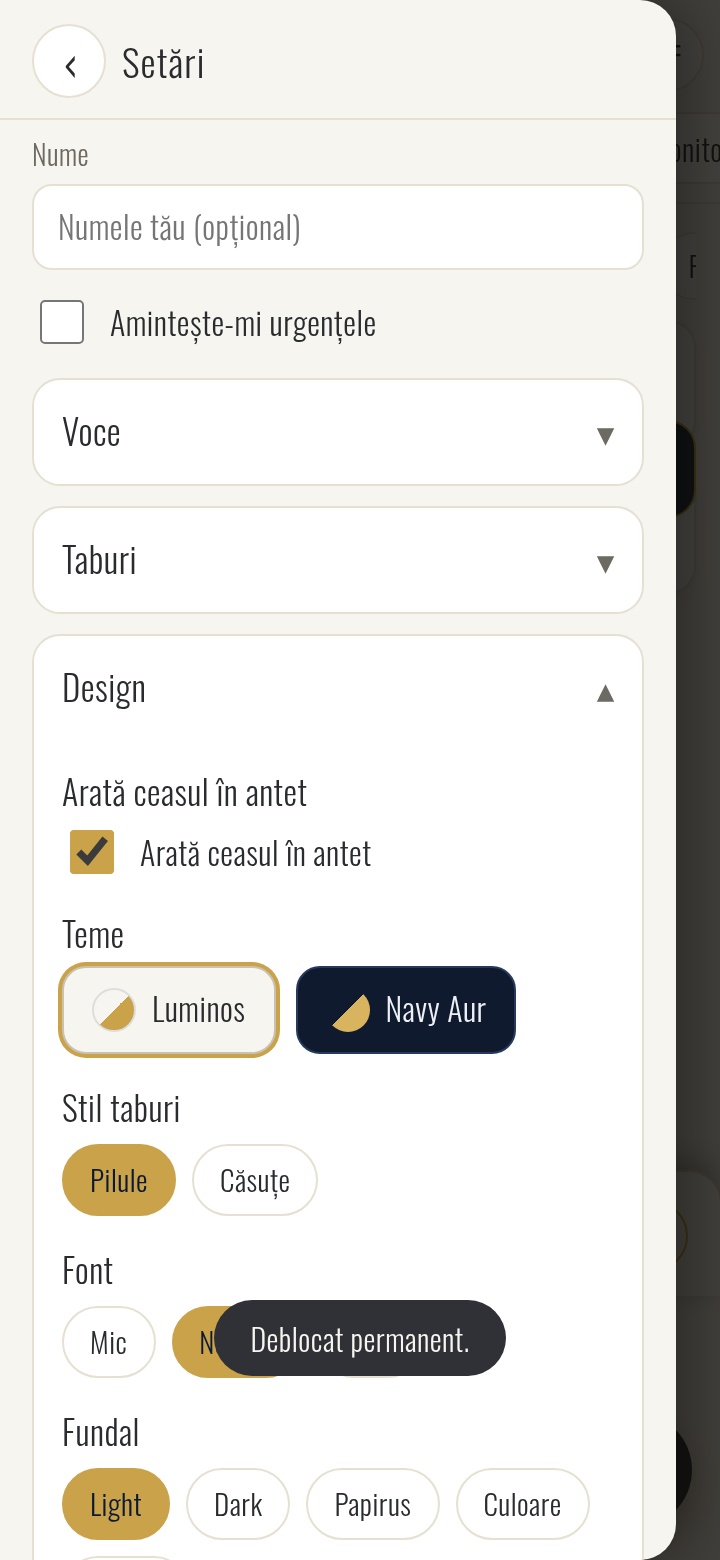 Setări
Nume
Numele tău (opțional)
Amintește-mi urgențele
Voce
Taburi
Design
Arată ceasul în antet
Arată ceasul în antet
Teme
Luminos
Navy Aur
Stil taburi
Pilule
Căsuțe
Font
Mic
Deblocat permanent.
Fundal
Light
Dark
Papirus
Culoare